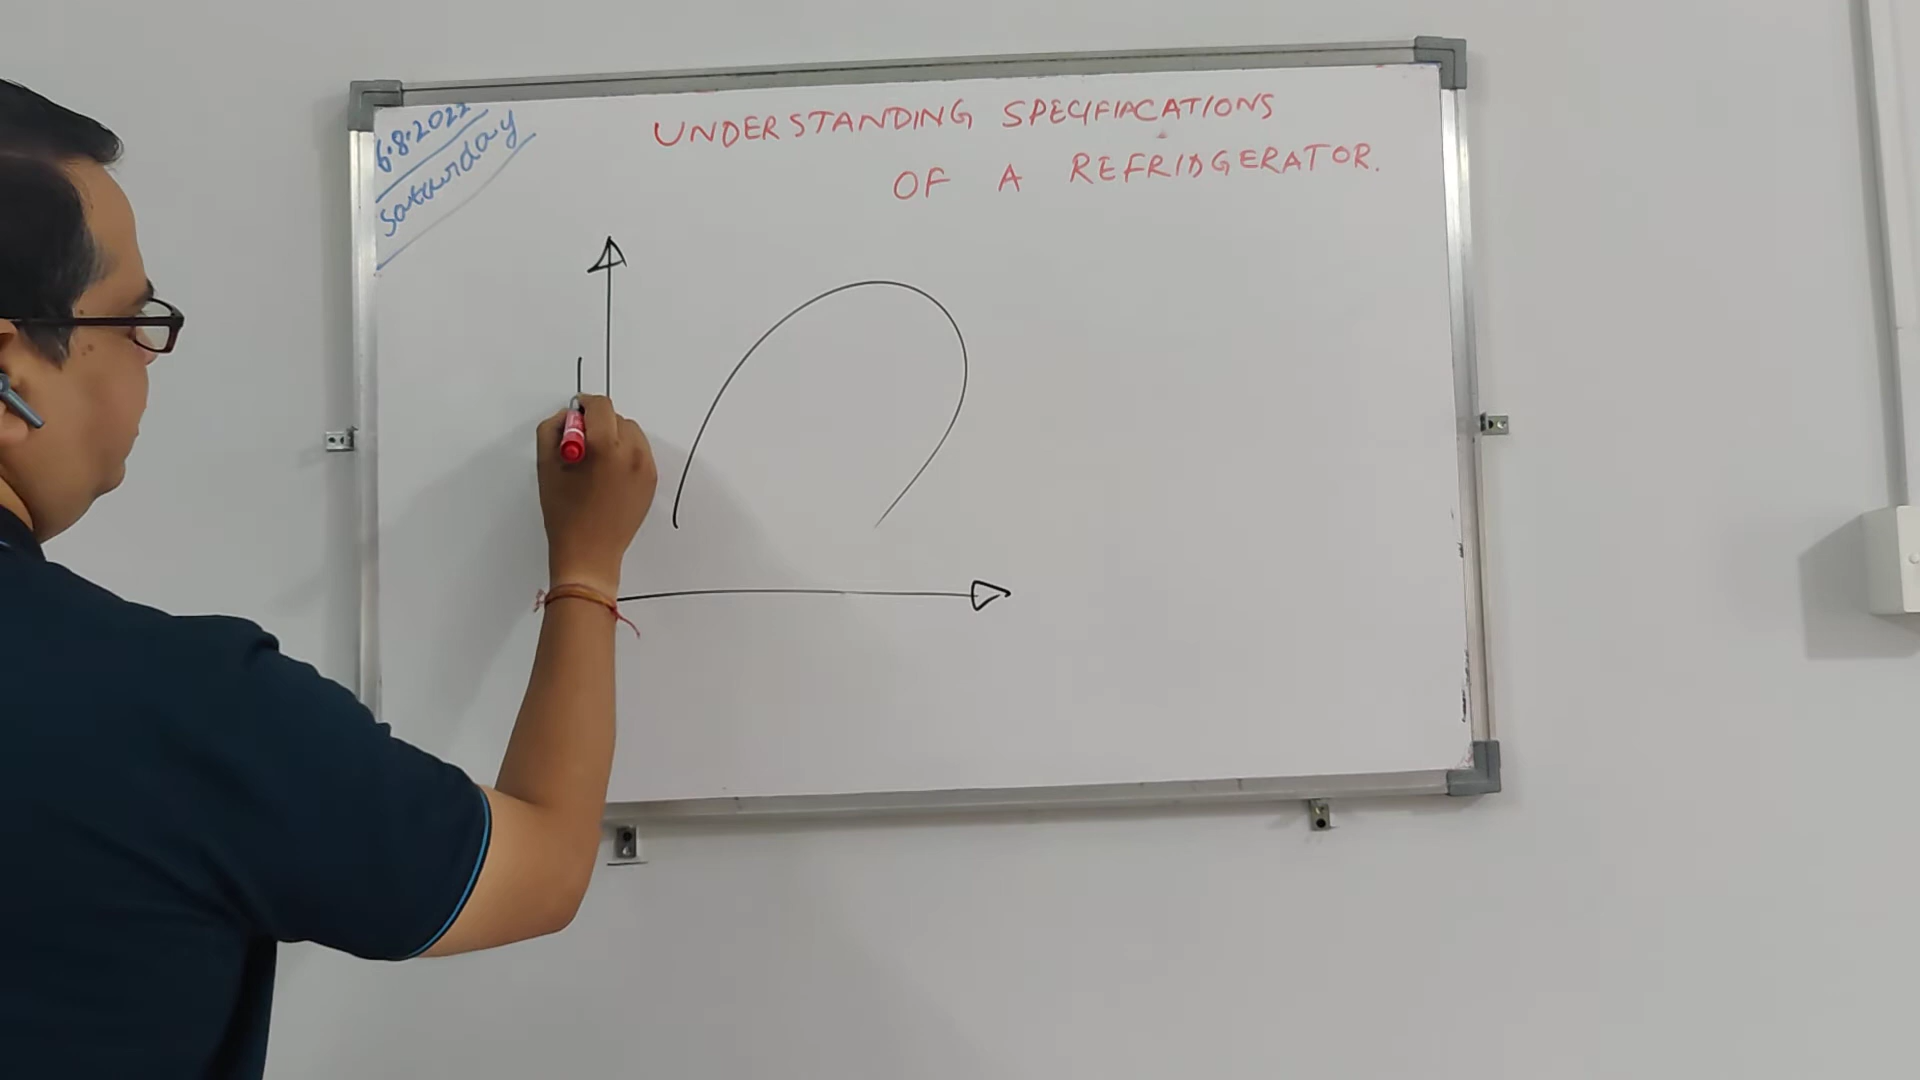 6.8.2022
Saturday
UNDERSTANDING SPECIFIACATIONS
OF A REFRIDGERATOR.